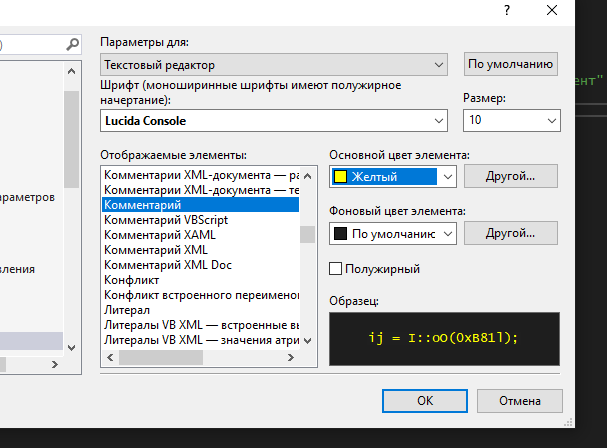 ?
)
Параметры для:
Текстовый редактор
По умолчанию
Шрифт (моноширинные шрифты имеют полужирное
начертание):
Размер:
ент"
Lucida Console
10
Отображаемые элементы:
Основной цвет элемента:
Комментарии XML-документа — ра
Желтый
Другой...
Комментарии XML-документа — те
араметров
Комментарий
Комментарий VBScript
Фоновый цвет элемента:
Комментарий XAML
По умолчанию
Другой...
Комментарий XML
Комментарий XML Doc
вления
Полужирный
Конфликт
Конфликт встроенного переимено
Образец:
Литерал
Литералы VB XML — встроенные вы
ij = I::oO(0xB81l);
Литералы VB XML — значения атри
ОК
Отмена